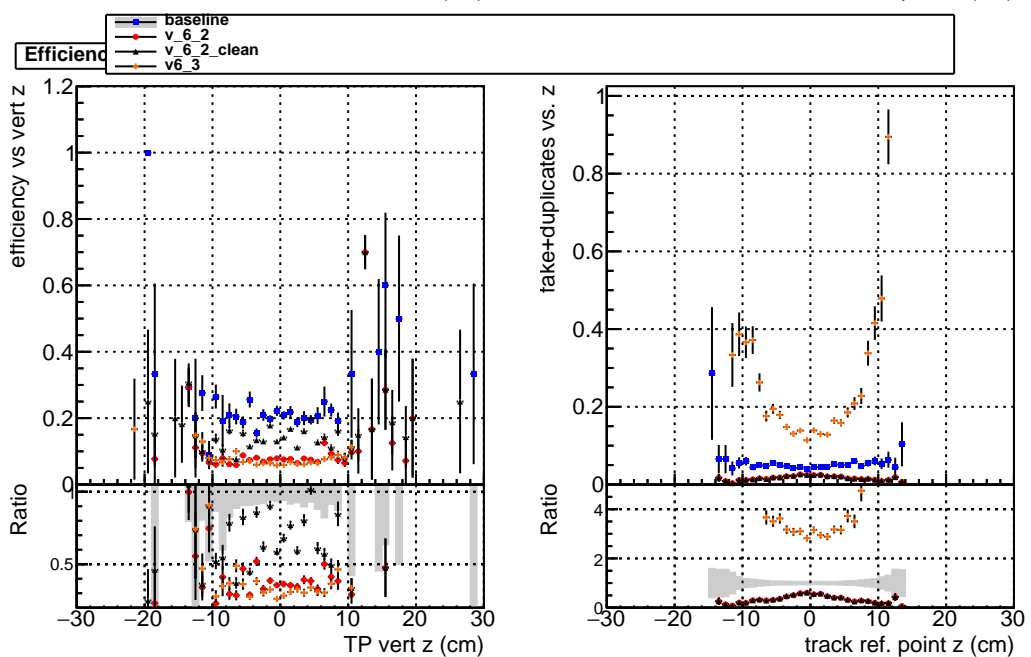 baseline
v_6_2
v_6_2_clean
v6_3
Efficienc
efficiency vs vert z
1.2
1
0.8
0.6
0.4
0.2
0
Ratio
1
0.5
−30
−20
−10
0
10
20
30
TP vert z (cm)
fake+duplicates vs. z
1
0.8
0.6
0.4
0.2
0
Ratio
4
2
0
−30
−20
−10
0
10
20
30
track ref. point z (cm)